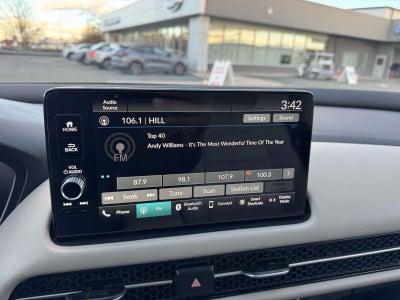 Audio
Source
3:42
HOME
106.1 | HILL
Settings
Sound
BACK
Top 40
FM
Andy Williams - It's The Most Wonderful Time Of The Year
VOL AUDIO
87.9
98.1
107.9
100.3
Seek
Tune
Scan
Station List
Phone
FM
Bluetooth
Audio
Connect
Smart
Shortcuts
Display
Mode